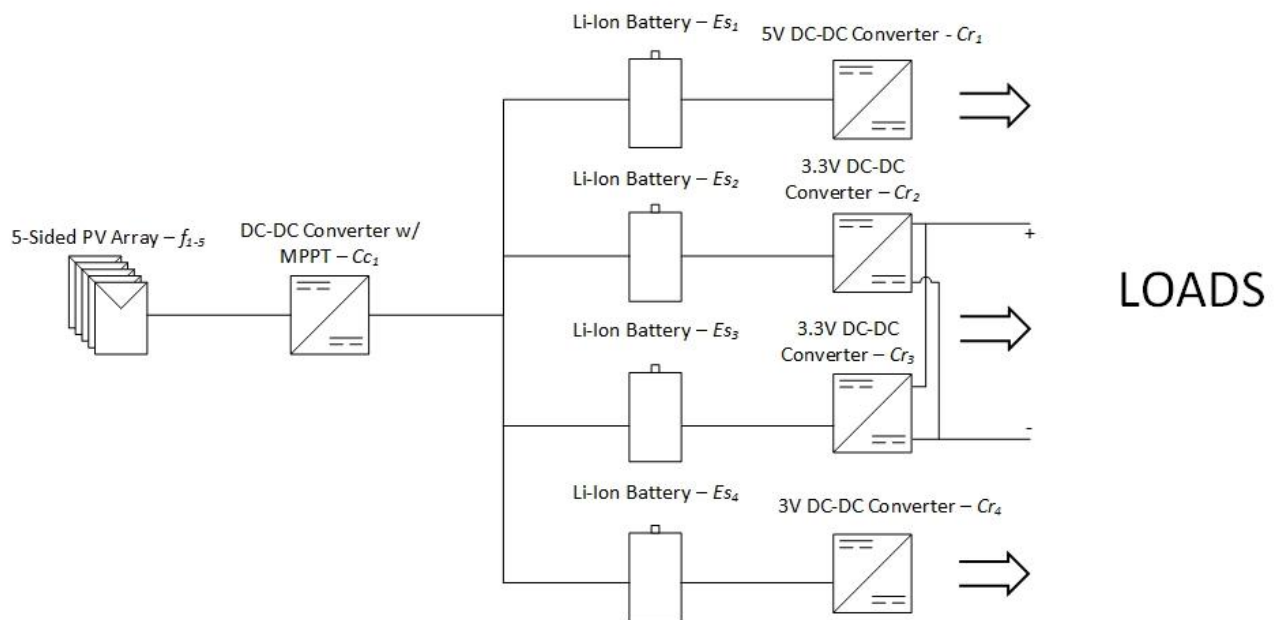 Li-Ion Battery – Es₁
5V DC-DC Converter - Cr₁
Li-Ion Battery – Es₂
3.3V DC-DC
Converter – Cr₂
5-Sided PV Array – f₁₋₅
DC-DC Converter w/
MPPT – Cc₁
+
LOADS
Li-Ion Battery – Es₃
3.3V DC-DC
Converter – Cr₃
-
Li-Ion Battery – Es₄
3V DC-DC Converter – Cr₄